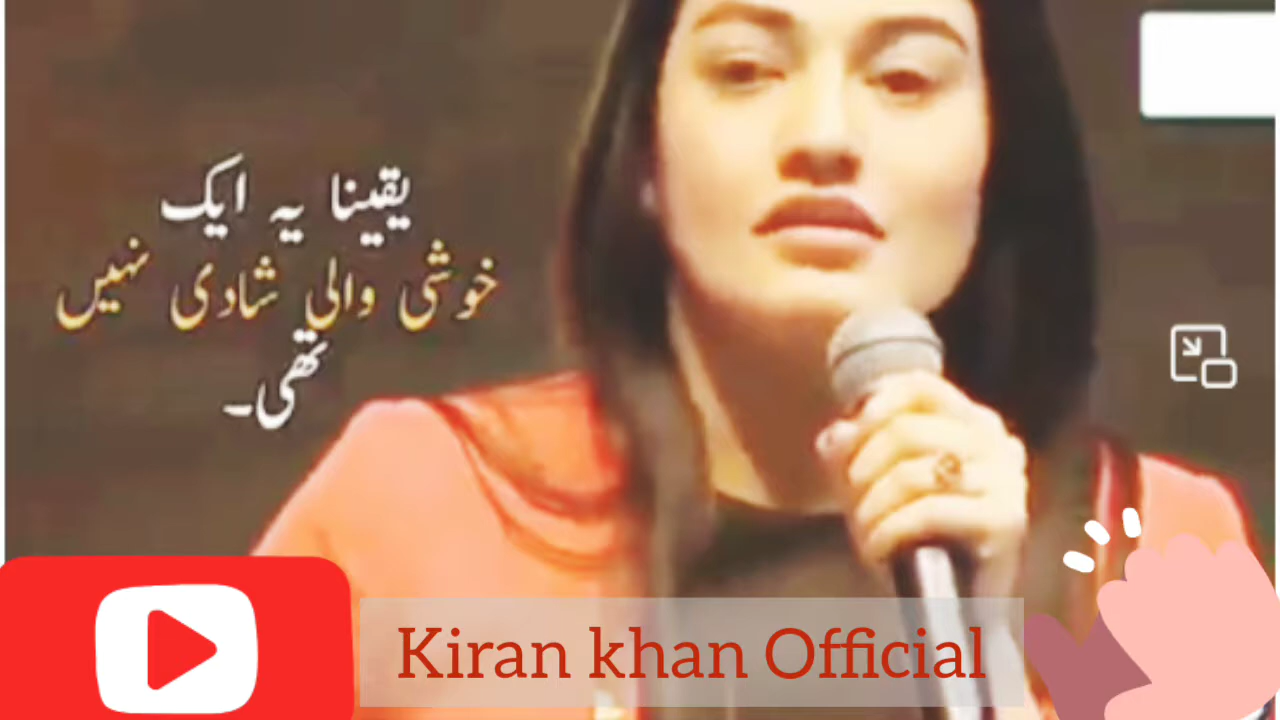 یقینا یہ ایک
خوشی والی شادی نہیں
تھی۔
Kiran khan Official